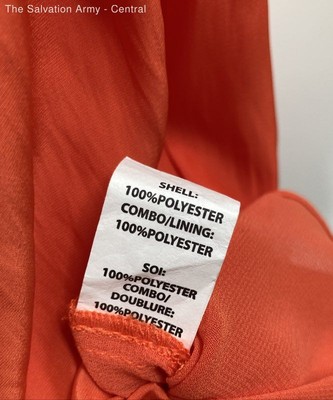 The Salvation Army - Central
SHELL:
100%POLYESTER
COMBO/LINING:
100%POLYESTER
SOI:
100%POLYESTER
COMBO/
DOUBLURE:
100%POLYESTER